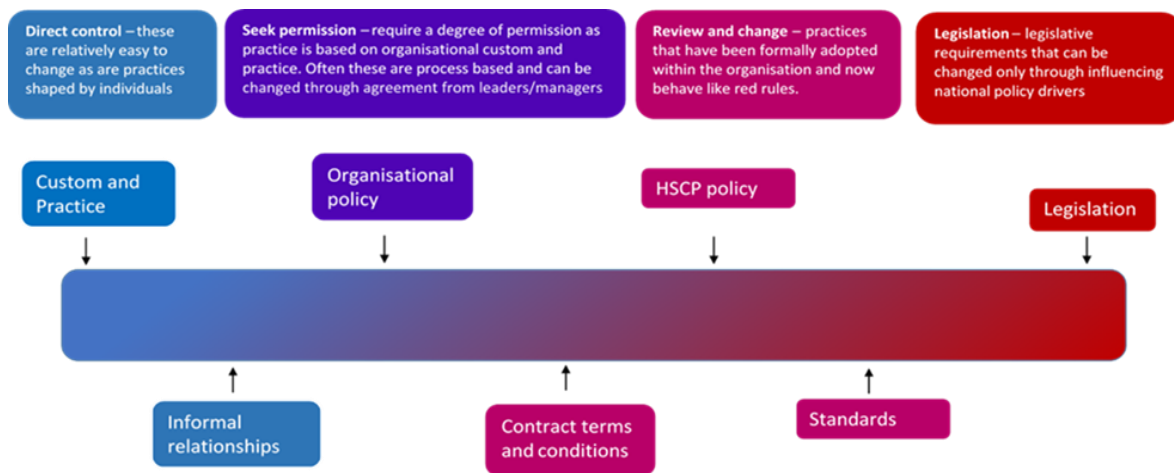 Direct control – these
are relatively easy to
change as are practices
shaped by individuals
Seek permission – require a degree of permission as
practice is based on organisational custom and
practice. Often these are process based and can be
changed through agreement from leaders/managers
Review and change – practices
that have been formally adopted
within the organisation and now
behave like red rules.
Legislation – legislative
requirements that can be
changed only through influencing
national policy drivers
Custom and
Practice
Organisational
policy
HSCP policy
Legislation
Informal
relationships
Contract terms
and conditions
Standards